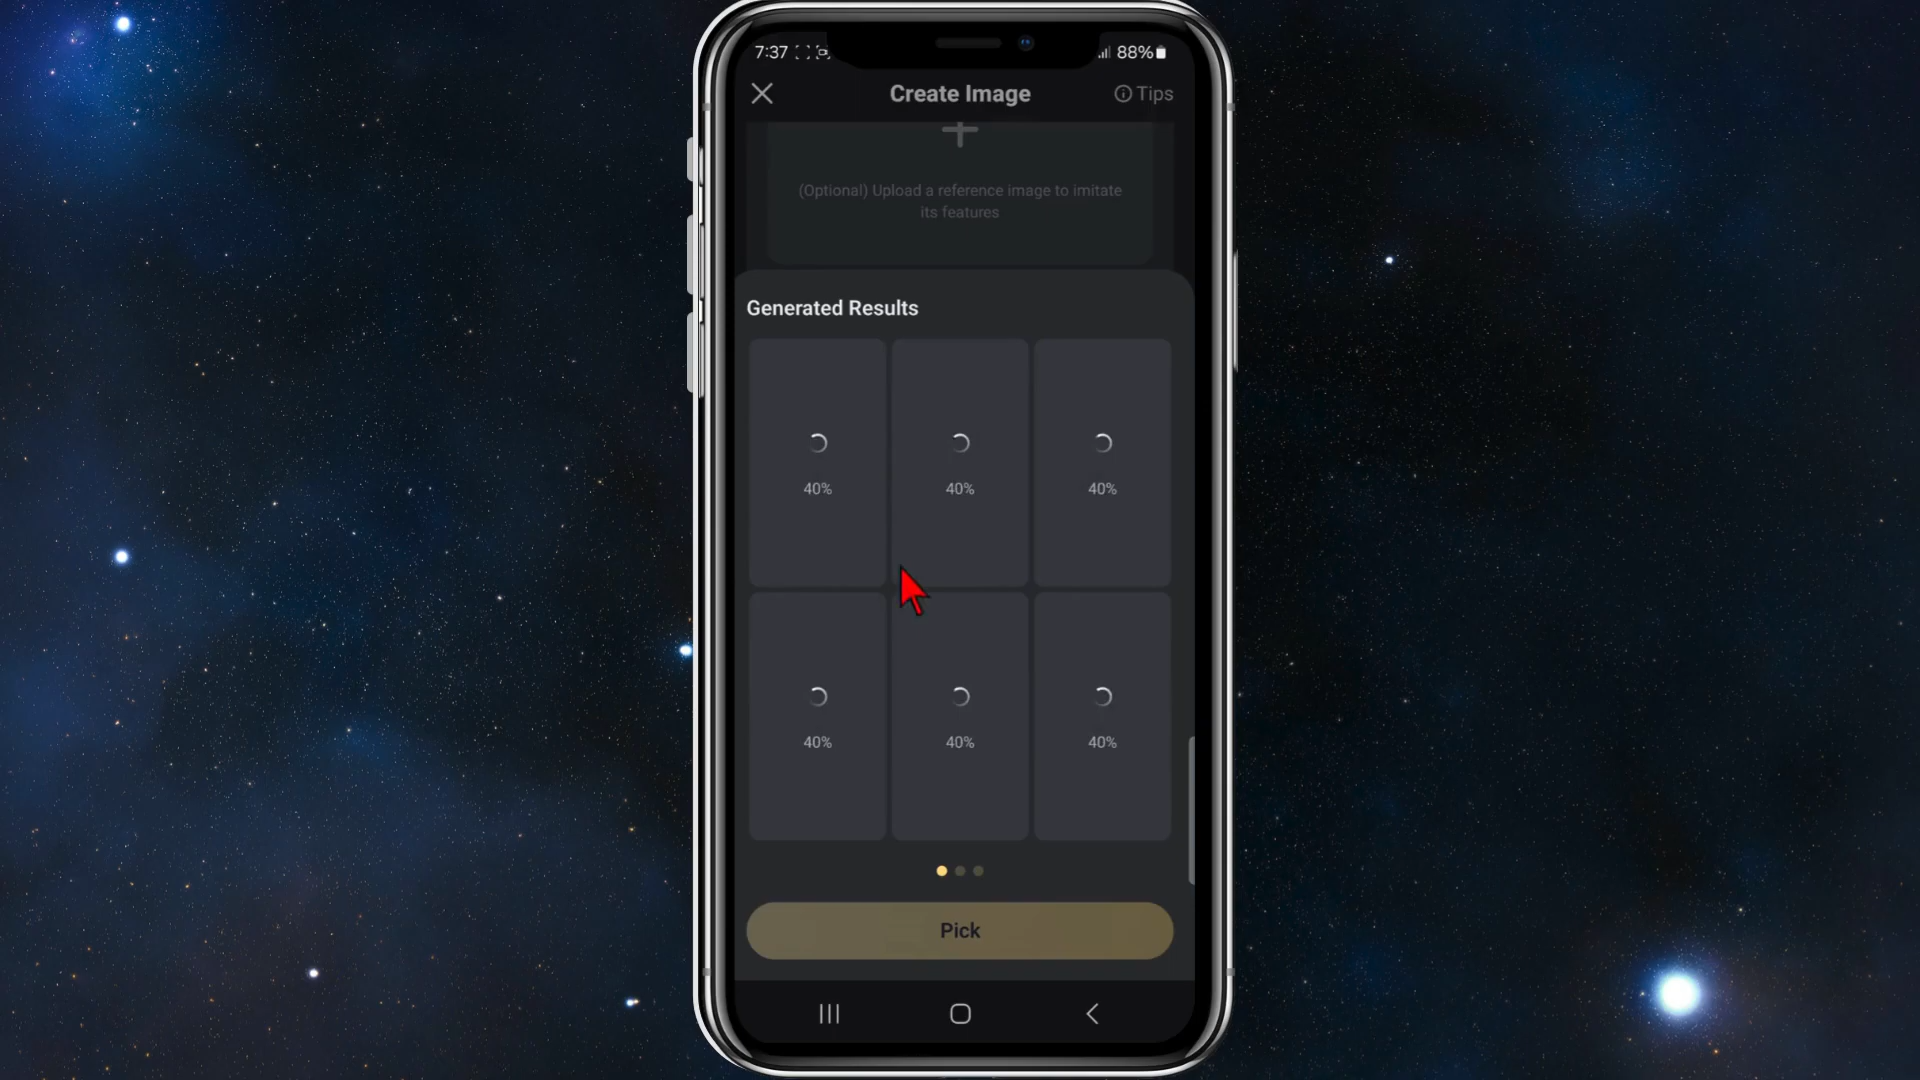 7:37
88%
Create Image
Tips
(Optional) Upload a reference image to imitate
its features
Generated Results
40%
40%
40%
40%
40%
40%
Pick